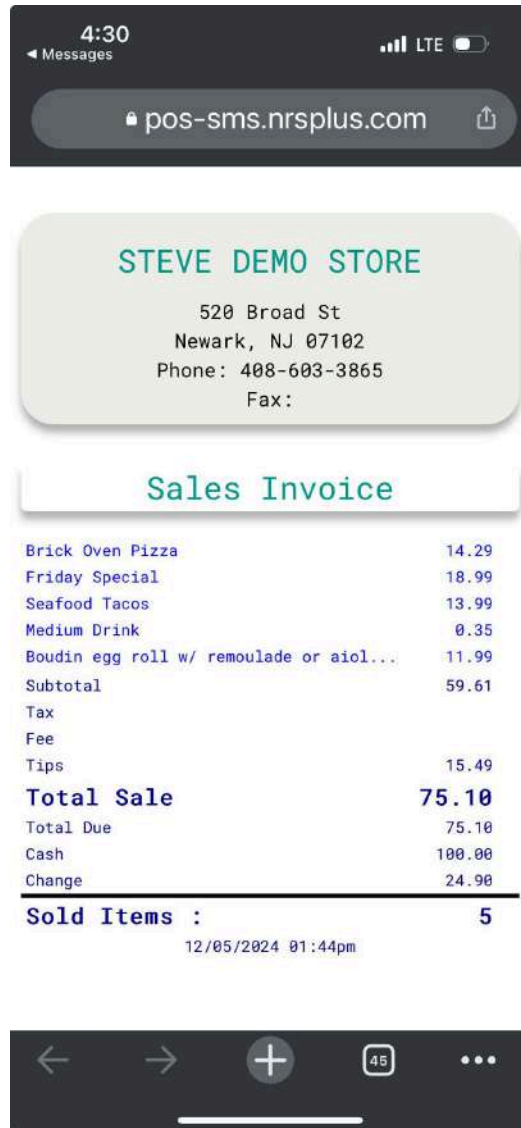 4:30
LTE
◄ Messages
pos-sms.nrsplus.com
STEVE DEMO STORE
520 Broad St
Newark, NJ 07102
Phone: 408-603-3865
Fax:
Sales Invoice
Brick Oven Pizza 14.29
Friday Special 18.99
Seafood Tacos 13.99
Medium Drink 0.35
Boudin egg roll w/ remoulade or aiol... 11.99
Subtotal 59.61
Tax
Fee
Tips 15.49
Total Sale 75.10
Total Due 75.10
Cash 100.00
Change 24.90
Sold Items : 5
12/05/2024 01:44pm
45